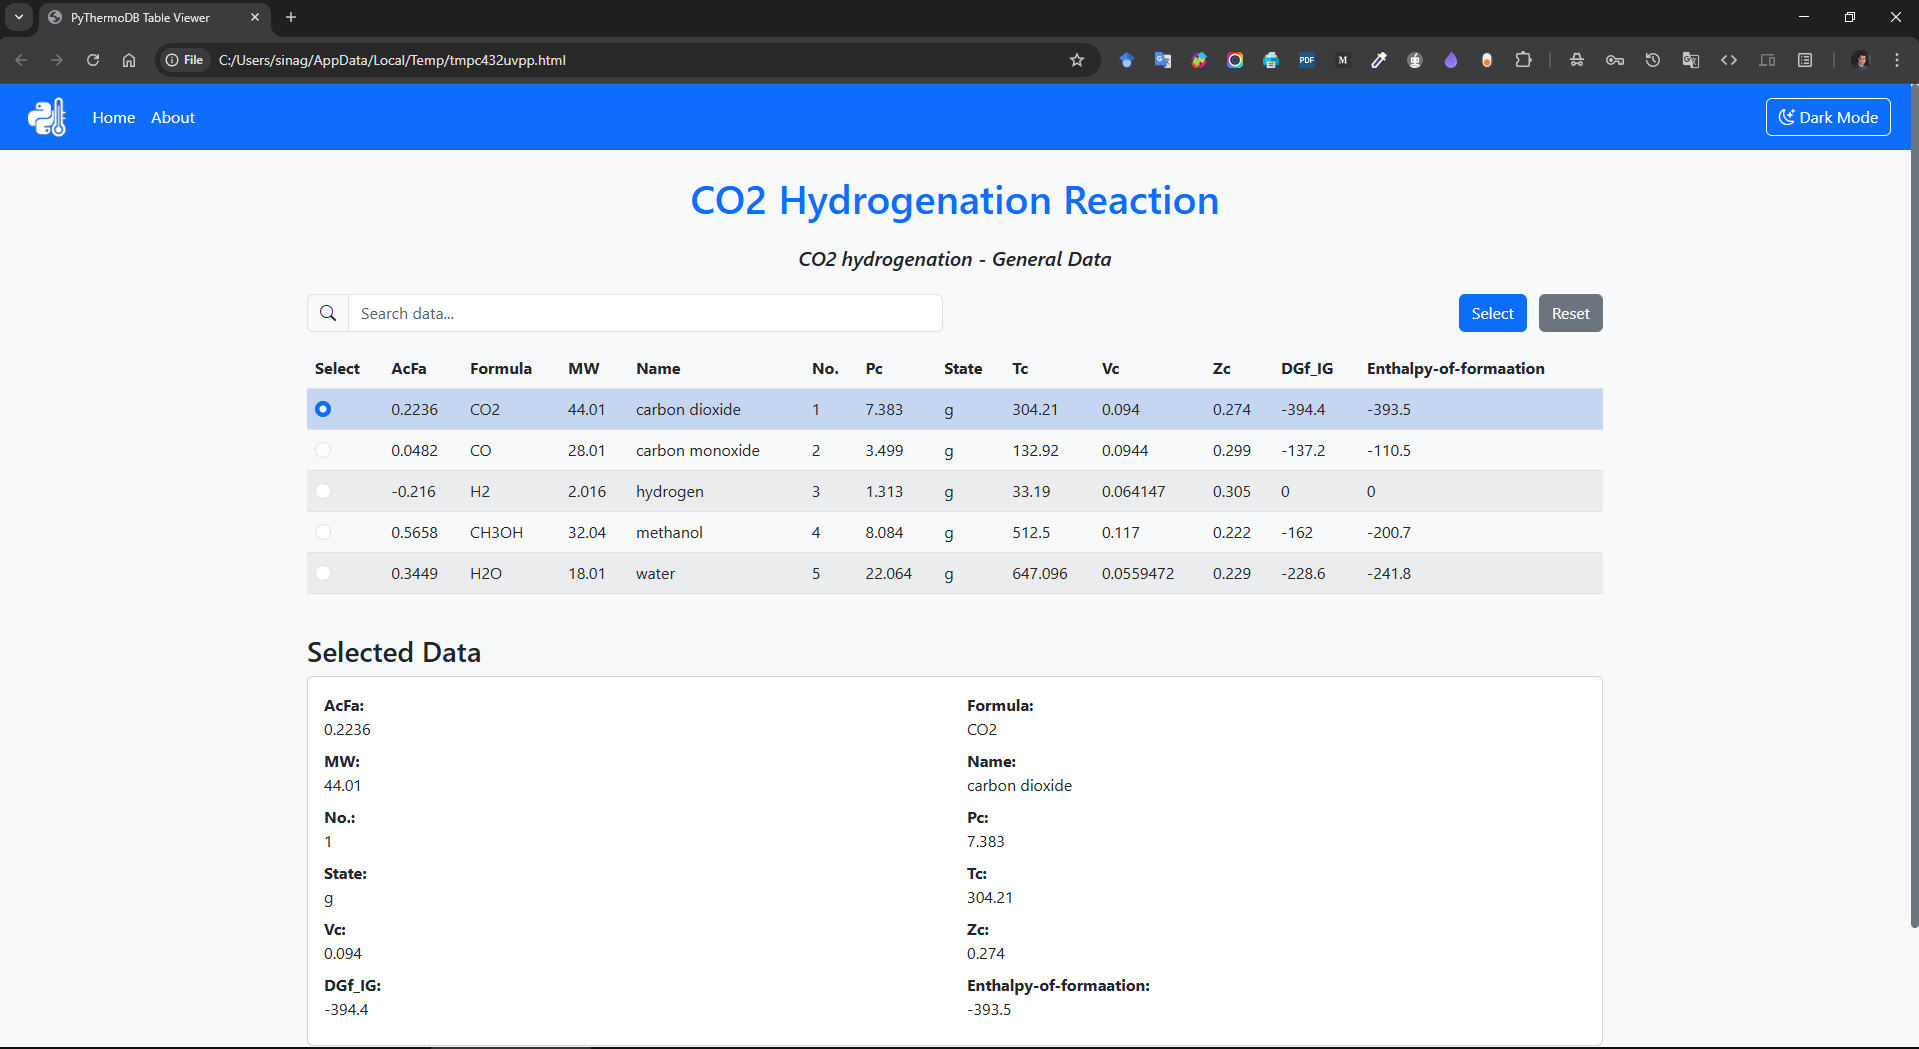 PyThermoDB Table Viewer
File C:/Users/sinag/AppData/Local/Temp/tmpc432uvpp.html
PDF
M
Home About Dark Mode
CO2 Hydrogenation Reaction
CO2 hydrogenation - General Data
Search data... Select Reset
Select AcFa Formula MW Name No. Pc State Tc Vc Zc DGf_IG Enthalpy-of-formaation
0.2236 CO2 44.01 carbon dioxide 1 7.383 g 304.21 0.094 0.274 -394.4 -393.5
0.0482 CO 28.01 carbon monoxide 2 3.499 g 132.92 0.0944 0.299 -137.2 -110.5
-0.216 H2 2.016 hydrogen 3 1.313 g 33.19 0.064147 0.305 0 0
0.5658 CH3OH 32.04 methanol 4 8.084 g 512.5 0.117 0.222 -162 -200.7
0.3449 H2O 18.01 water 5 22.064 g 647.096 0.0559472 0.229 -228.6 -241.8
Selected Data
AcFa: Formula:
0.2236 CO2
MW: Name:
44.01 carbon dioxide
No.: Pc:
1 7.383
State: Tc:
g 304.21
Vc: Zc:
0.094 0.274
DGf_IG: Enthalpy-of-formaation:
-394.4 -393.5